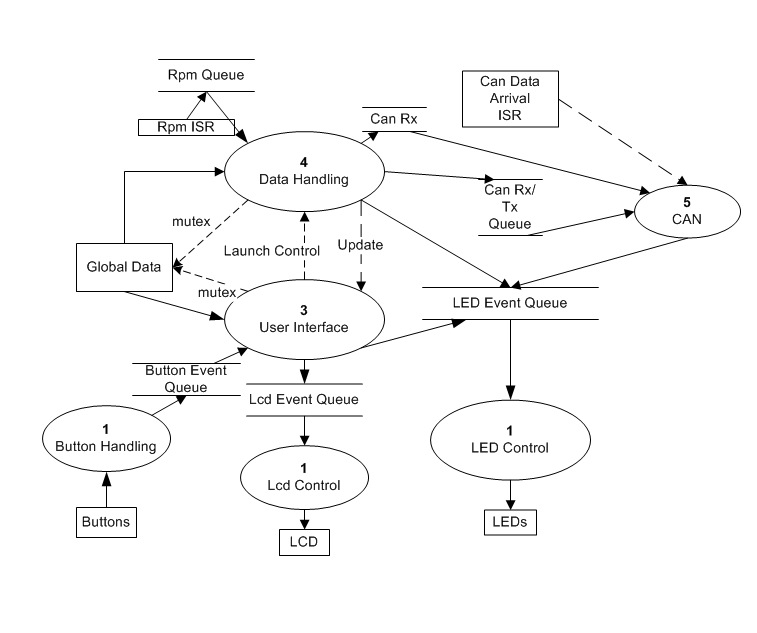 Rpm Queue
Rpm ISR
Can Rx
Can Data
Arrival
ISR
4
Data Handling
Can Rx/
Tx
Queue
5
CAN
mutex
Launch Control
Update
Global Data
mutex
3
User Interface
LED Event Queue
Button Event
Queue
Lcd Event Queue
1
Button Handling
1
LED Control
1
Lcd Control
Buttons
LEDs
LCD